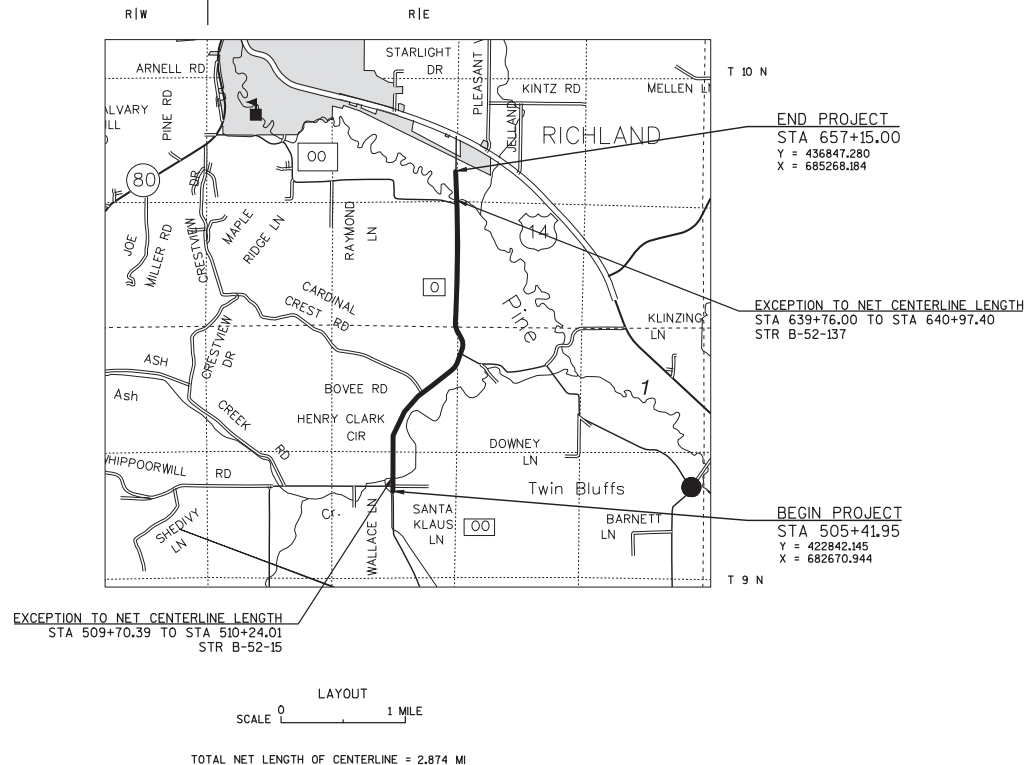 R|W
R|E
T 10 N
ARNELL RD
STARLIGHT
DR
PLEASANT
KINTZ RD
MELLEN
PINE RD
JELLAND
RICHLAND
END PROJECT
STA 657+15.00
Y = 436847.280
X = 685268.184
OO
80
DR
CRESTVIEW
MAPLE
RIDGE LN
RAYMOND
LN
14
JOE
MILLER RD
O
Pine
CARDINAL
CREST RD
EXCEPTION TO NET CENTERLINE LENGTH
STA 639+76.00 TO STA 640+97.40
STR B-52-137
KLINZING
LN
CRESTVIEW
DR
ASH
Ash
CREEK
RD
BOVEE RD
1
HENRY CLARK
CIR
DOWNEY
LN
WHIPPOORWILL RD
Twin Bluffs
SHEDIVY
LN
Cr.
WALLACE LN
SANTA
KLAUS
LN
OO
BARNETT
LN
BEGIN PROJECT
STA 505+41.95
Y = 422842.145
X = 682670.944
T 9 N
EXCEPTION TO NET CENTERLINE LENGTH
STA 509+70.39 TO STA 510+24.01
STR B-52-15
LAYOUT
SCALE 0 1 MILE
TOTAL NET LENGTH OF CENTERLINE = 2.874 MI